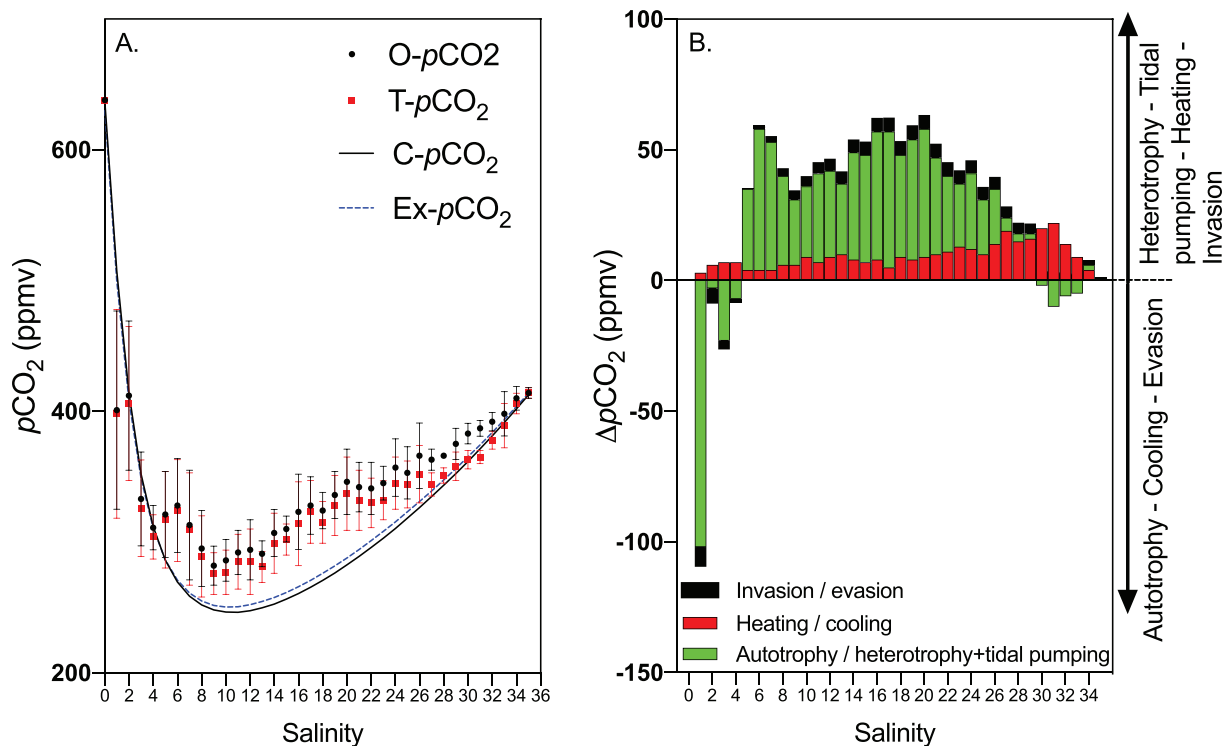 A.
O-pCO2
T-pCO₂
C-pCO₂
Ex-pCO₂
600
400
200
pCO₂ (ppmv)
0 2 4 6 8 10 12 14 16 18 20 22 24 26 28 30 32 34 36
Salinity
B.
100
50
0
-50
-100
-150
ΔpCO₂ (ppmv)
Invasion / evasion
Heating / cooling
Autotrophy / heterotrophy+tidal pumping
0 2 4 6 8 10 12 14 16 18 20 22 24 26 28 30 32 34
Salinity
Heterotrophy - Tidal
pumping - Heating -
Invasion
Autotrophy - Cooling - Evasion